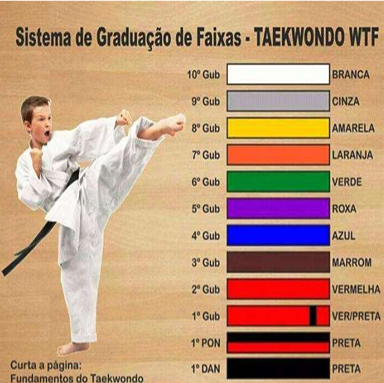 Sistema de Graduação de Faixas - TAEKWONDO WTF
10º Gub BRANCA
9º Gub CINZA
8º Gub AMARELA
7º Gub LARANJA
6º Gub VERDE
5º Gub ROXA
4º Gub AZUL
3º Gub MARROM
2º Gub VERMELHA
1º Gub VER/PRETA
1º PON PRETA
1º DAN PRETA
Curta a página:
Fundamentos do Taekwondo